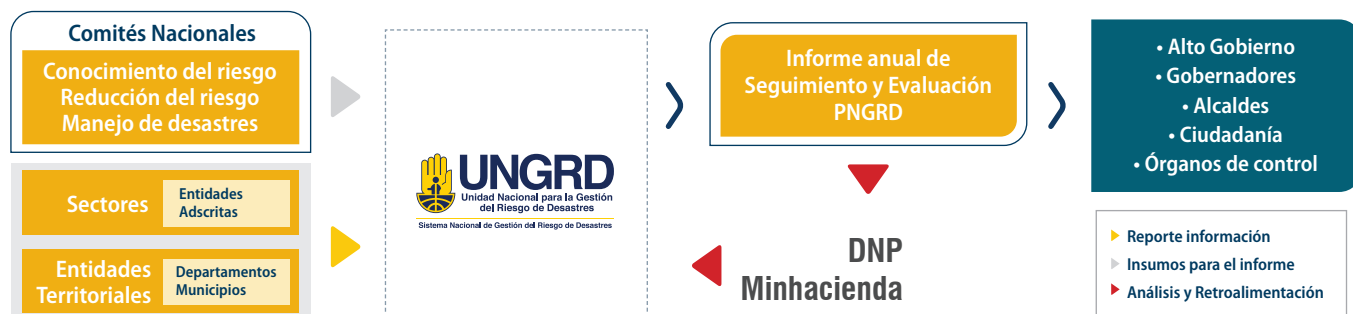 Comités Nacionales
Conocimiento del riesgo
Reducción del riesgo
Manejo de desastres
Sectores
Entidades
Adscritas
Entidades
Territoriales
Departamentos
Municipios
UNGRD
Unidad Nacional para la Gestión
del Riesgo de Desastres
Sistema Nacional de Gestión del Riesgo de Desastres
Informe anual de
Seguimiento y Evaluación
PNGRD
DNP
Minhacienda
• Alto Gobierno
• Gobernadores
• Alcaldes
• Ciudadanía
• Órganos de control
Reporte información
Insumos para el informe
Análisis y Retroalimentación